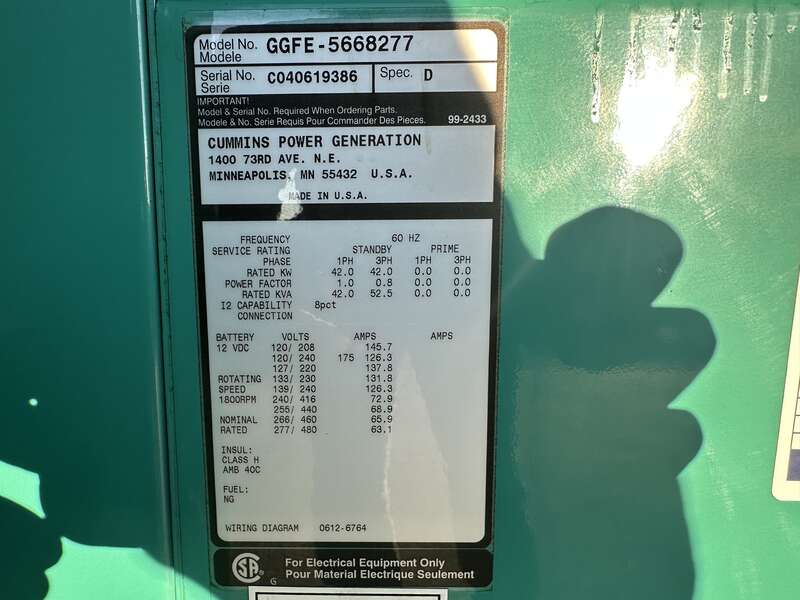 Model No. GGFE-5668277
Modele
Serial No. C040619386 Spec. D
Serie
IMPORTANT!
Model & Serial No. Required When Ordering Parts.
Modele & No. Serie Requis Pour Commander Des Pieces. 99-2433
CUMMINS POWER GENERATION
1400 73RD AVE. N.E.
MINNEAPOLIS, MN 55432 U.S.A.
MADE IN U.S.A.
FREQUENCY 60 HZ
SERVICE RATING STANDBY PRIME
PHASE 1PH 3PH 1PH 3PH
RATED KW 42.0 42.0 0.0 0.0
POWER FACTOR 1.0 0.8 0.0 0.0
RATED KVA 42.0 52.5 0.0 0.0
I2 CAPABILITY 8pct
CONNECTION
BATTERY VOLTS AMPS AMPS
12 VDC 120/ 208 145.7
120/ 240 175 126.3
127/ 220 137.8
ROTATING 133/ 230 131.8
SPEED 139/ 240 126.3
1800RPM 240/ 416 72.9
255/ 440 68.9
NOMINAL 266/ 460 65.9
RATED 277/ 480 63.1
INSUL:
CLASS H
AMB 40C
FUEL:
NG
WIRING DIAGRAM 0612-6764
SA ® G For Electrical Equipment Only
Pour Material Electrique Seulement